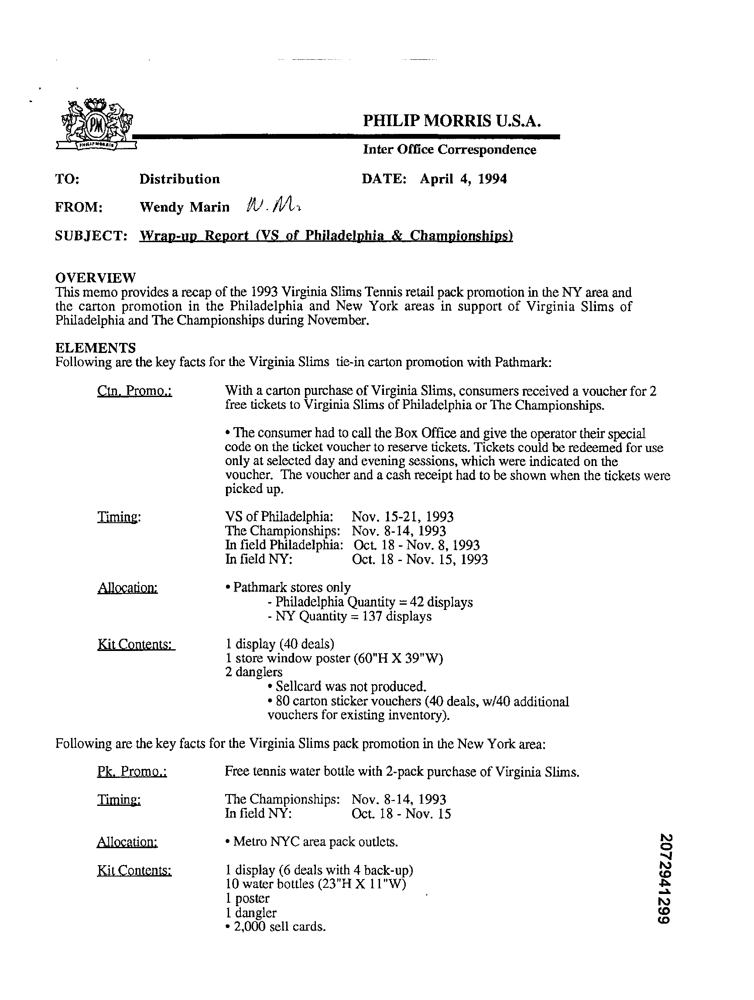 PHILIP MORRIS U.S.A.
PM
PHILIP MORRIS
Inter Office Correspondence
TO: Distribution DATE: April 4, 1994
FROM: Wendy Marin W.M.
SUBJECT: Wrap-up Report (VS of Philadelphia & Championships)
OVERVIEW
This memo provides a recap of the 1993 Virginia Slims Tennis retail pack promotion in the NY area and
the carton promotion in the Philadelphia and New York areas in support of Virginia Slims of
Philadelphia and The Championships during November.
ELEMENTS
Following are the key facts for the Virginia Slims tie-in carton promotion with Pathmark:
Ctn. Promo.: With a carton purchase of Virginia Slims, consumers received a voucher for 2
free tickets to Virginia Slims of Philadelphia or The Championships.
• The consumer had to call the Box Office and give the operator their special
code on the ticket voucher to reserve tickets. Tickets could be redeemed for use
only at selected day and evening sessions, which were indicated on the
voucher. The voucher and a cash receipt had to be shown when the tickets were
picked up.
Timing: VS of Philadelphia: Nov. 15-21, 1993
The Championships: Nov. 8-14, 1993
In field Philadelphia: Oct. 18 - Nov. 8, 1993
In field NY: Oct. 18 - Nov. 15, 1993
Allocation: • Pathmark stores only
- Philadelphia Quantity = 42 displays
- NY Quantity = 137 displays
Kit Contents: 1 display (40 deals)
1 store window poster (60"H X 39"W)
2 danglers
• Sellcard was not produced.
• 80 carton sticker vouchers (40 deals, w/40 additional
vouchers for existing inventory).
Following are the key facts for the Virginia Slims pack promotion in the New York area:
Pk. Promo.: Free tennis water bottle with 2-pack purchase of Virginia Slims.
Timing: The Championships: Nov. 8-14, 1993
In field NY: Oct. 18 - Nov. 15
Allocation: • Metro NYC area pack outlets.
Kit Contents: 1 display (6 deals with 4 back-up)
10 water bottles (23"H X 11"W)
1 poster
1 dangler
• 2,000 sell cards.
2072941299